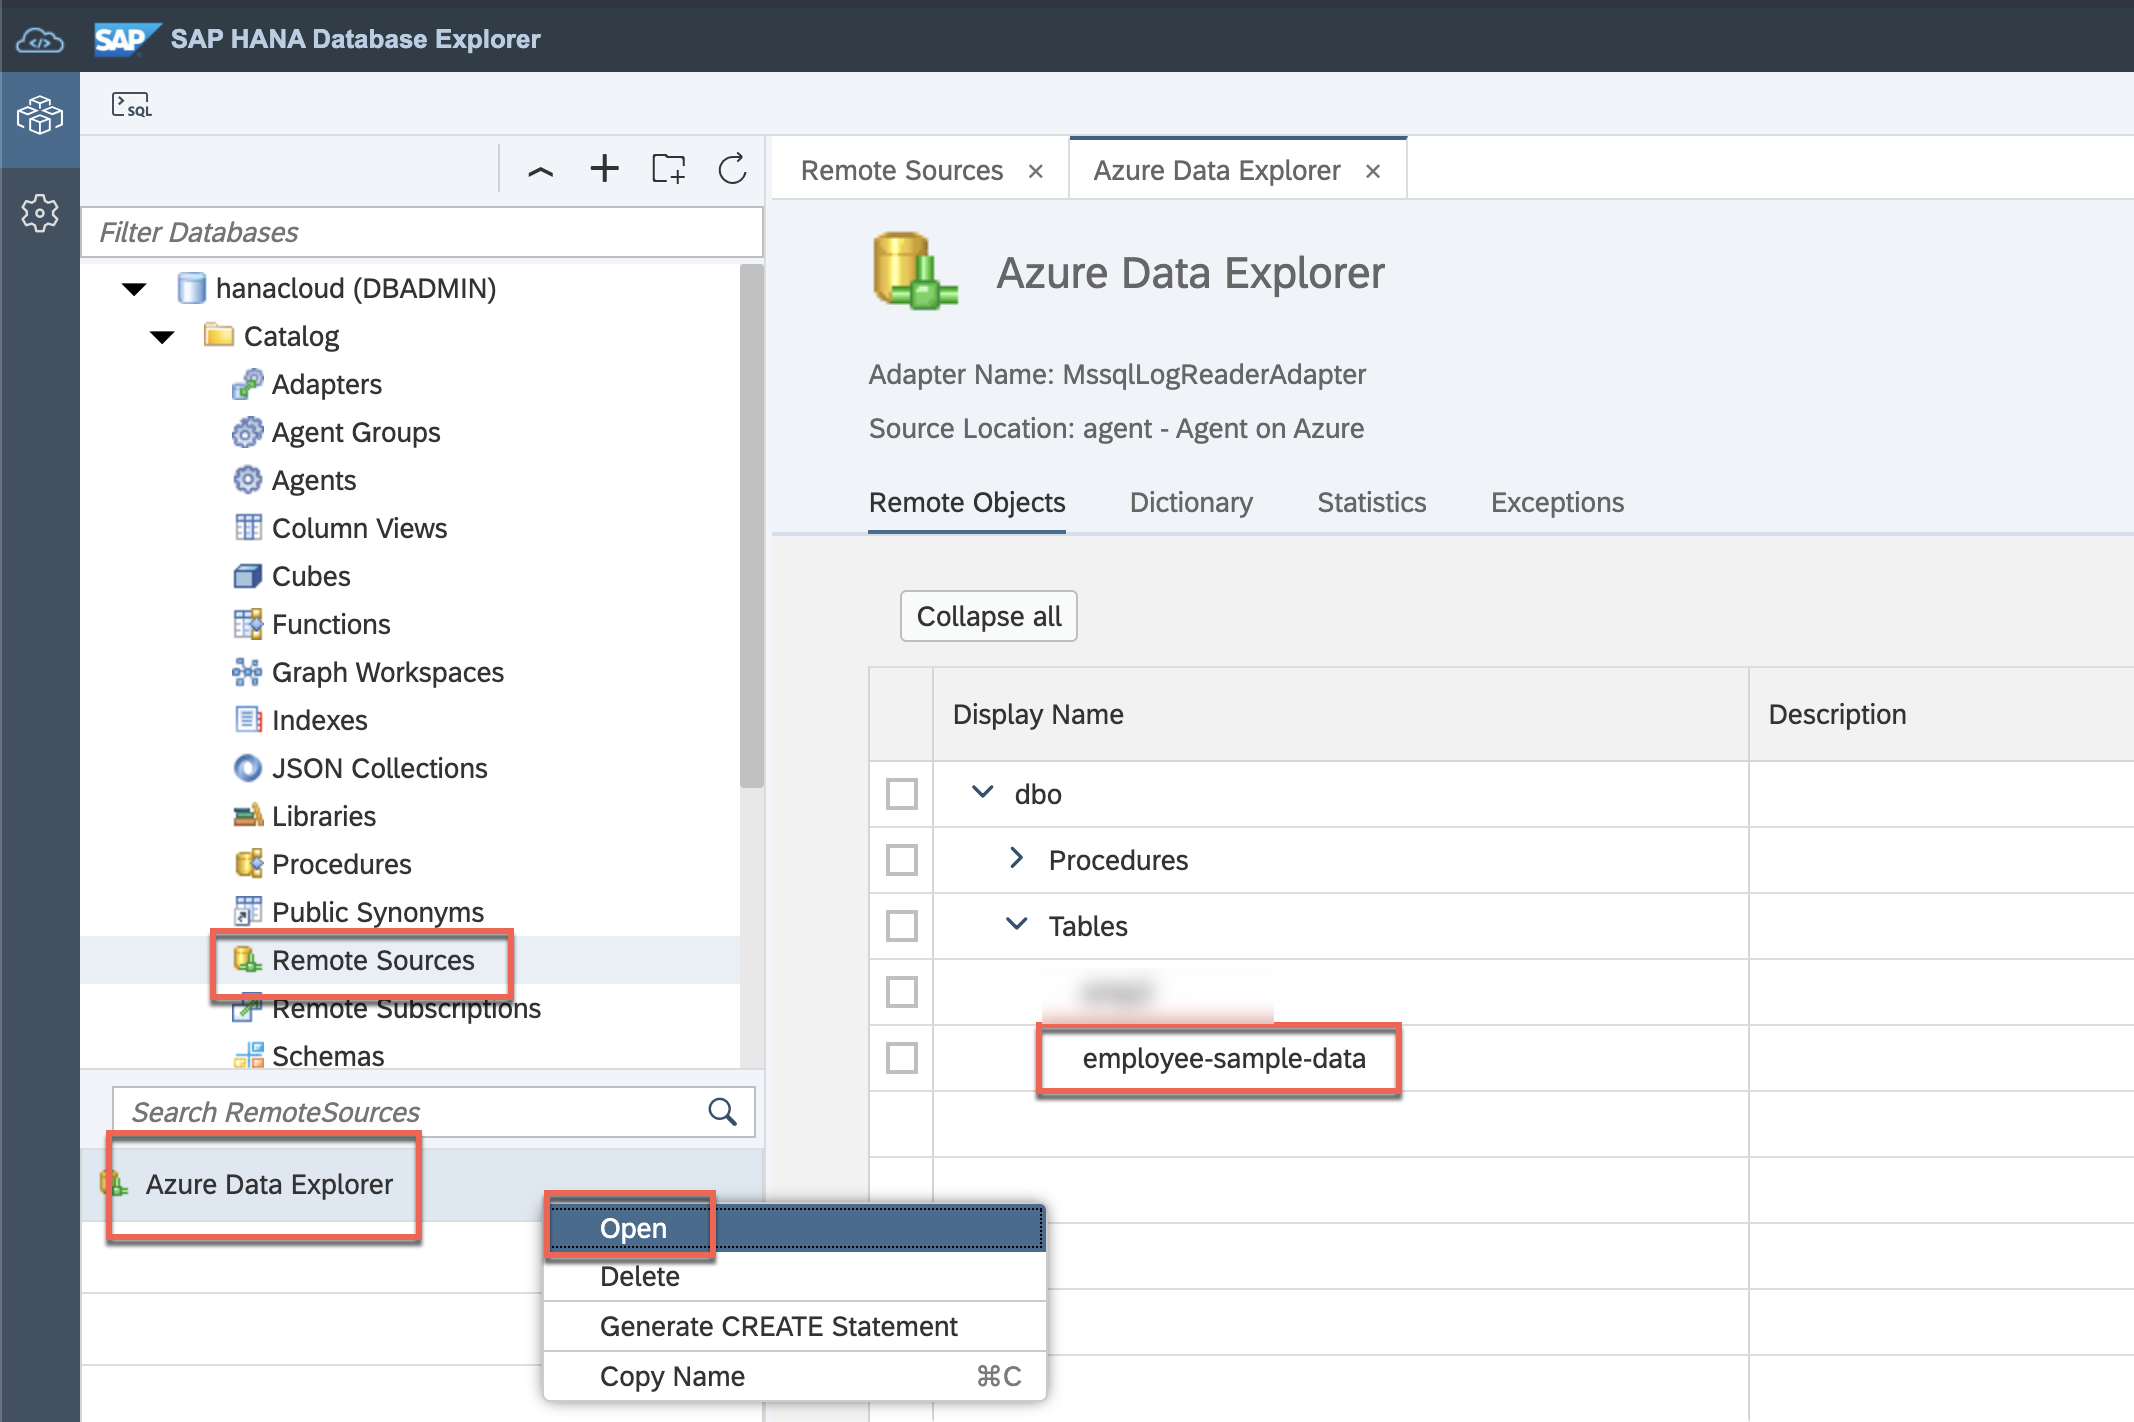 SAP SAP HANA Database Explorer
SQL
Filter Databases
hanacloud (DBADMIN)
Catalog
Adapters
Agent Groups
Agents
Column Views
Cubes
Functions
Graph Workspaces
Indexes
JSON Collections
Libraries
Procedures
Public Synonyms
Remote Sources
Remote Subscriptions
Schemas
Search RemoteSources
Azure Data Explorer
Open
Delete
Generate CREATE Statement
Copy Name ⌘C
Remote Sources × Azure Data Explorer ×
Azure Data Explorer
Adapter Name: MssqlLogReaderAdapter
Source Location: agent - Agent on Azure
Remote Objects Dictionary Statistics Exceptions
Collapse all
Display Name Description
dbo
Procedures
Tables
employee-sample-data